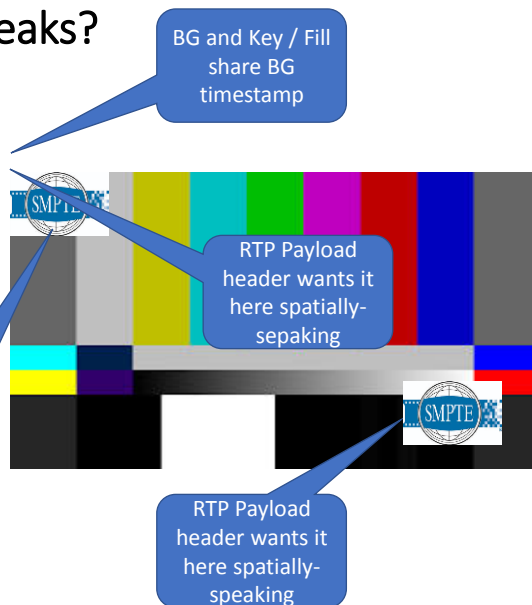 eaks?
BG and Key / Fill
share BG
timestamp
SMPTE
RTP Payload
header wants it
here spatially-
sepaking
SMPTE
RTP Payload
header wants it
here spatially-
speaking